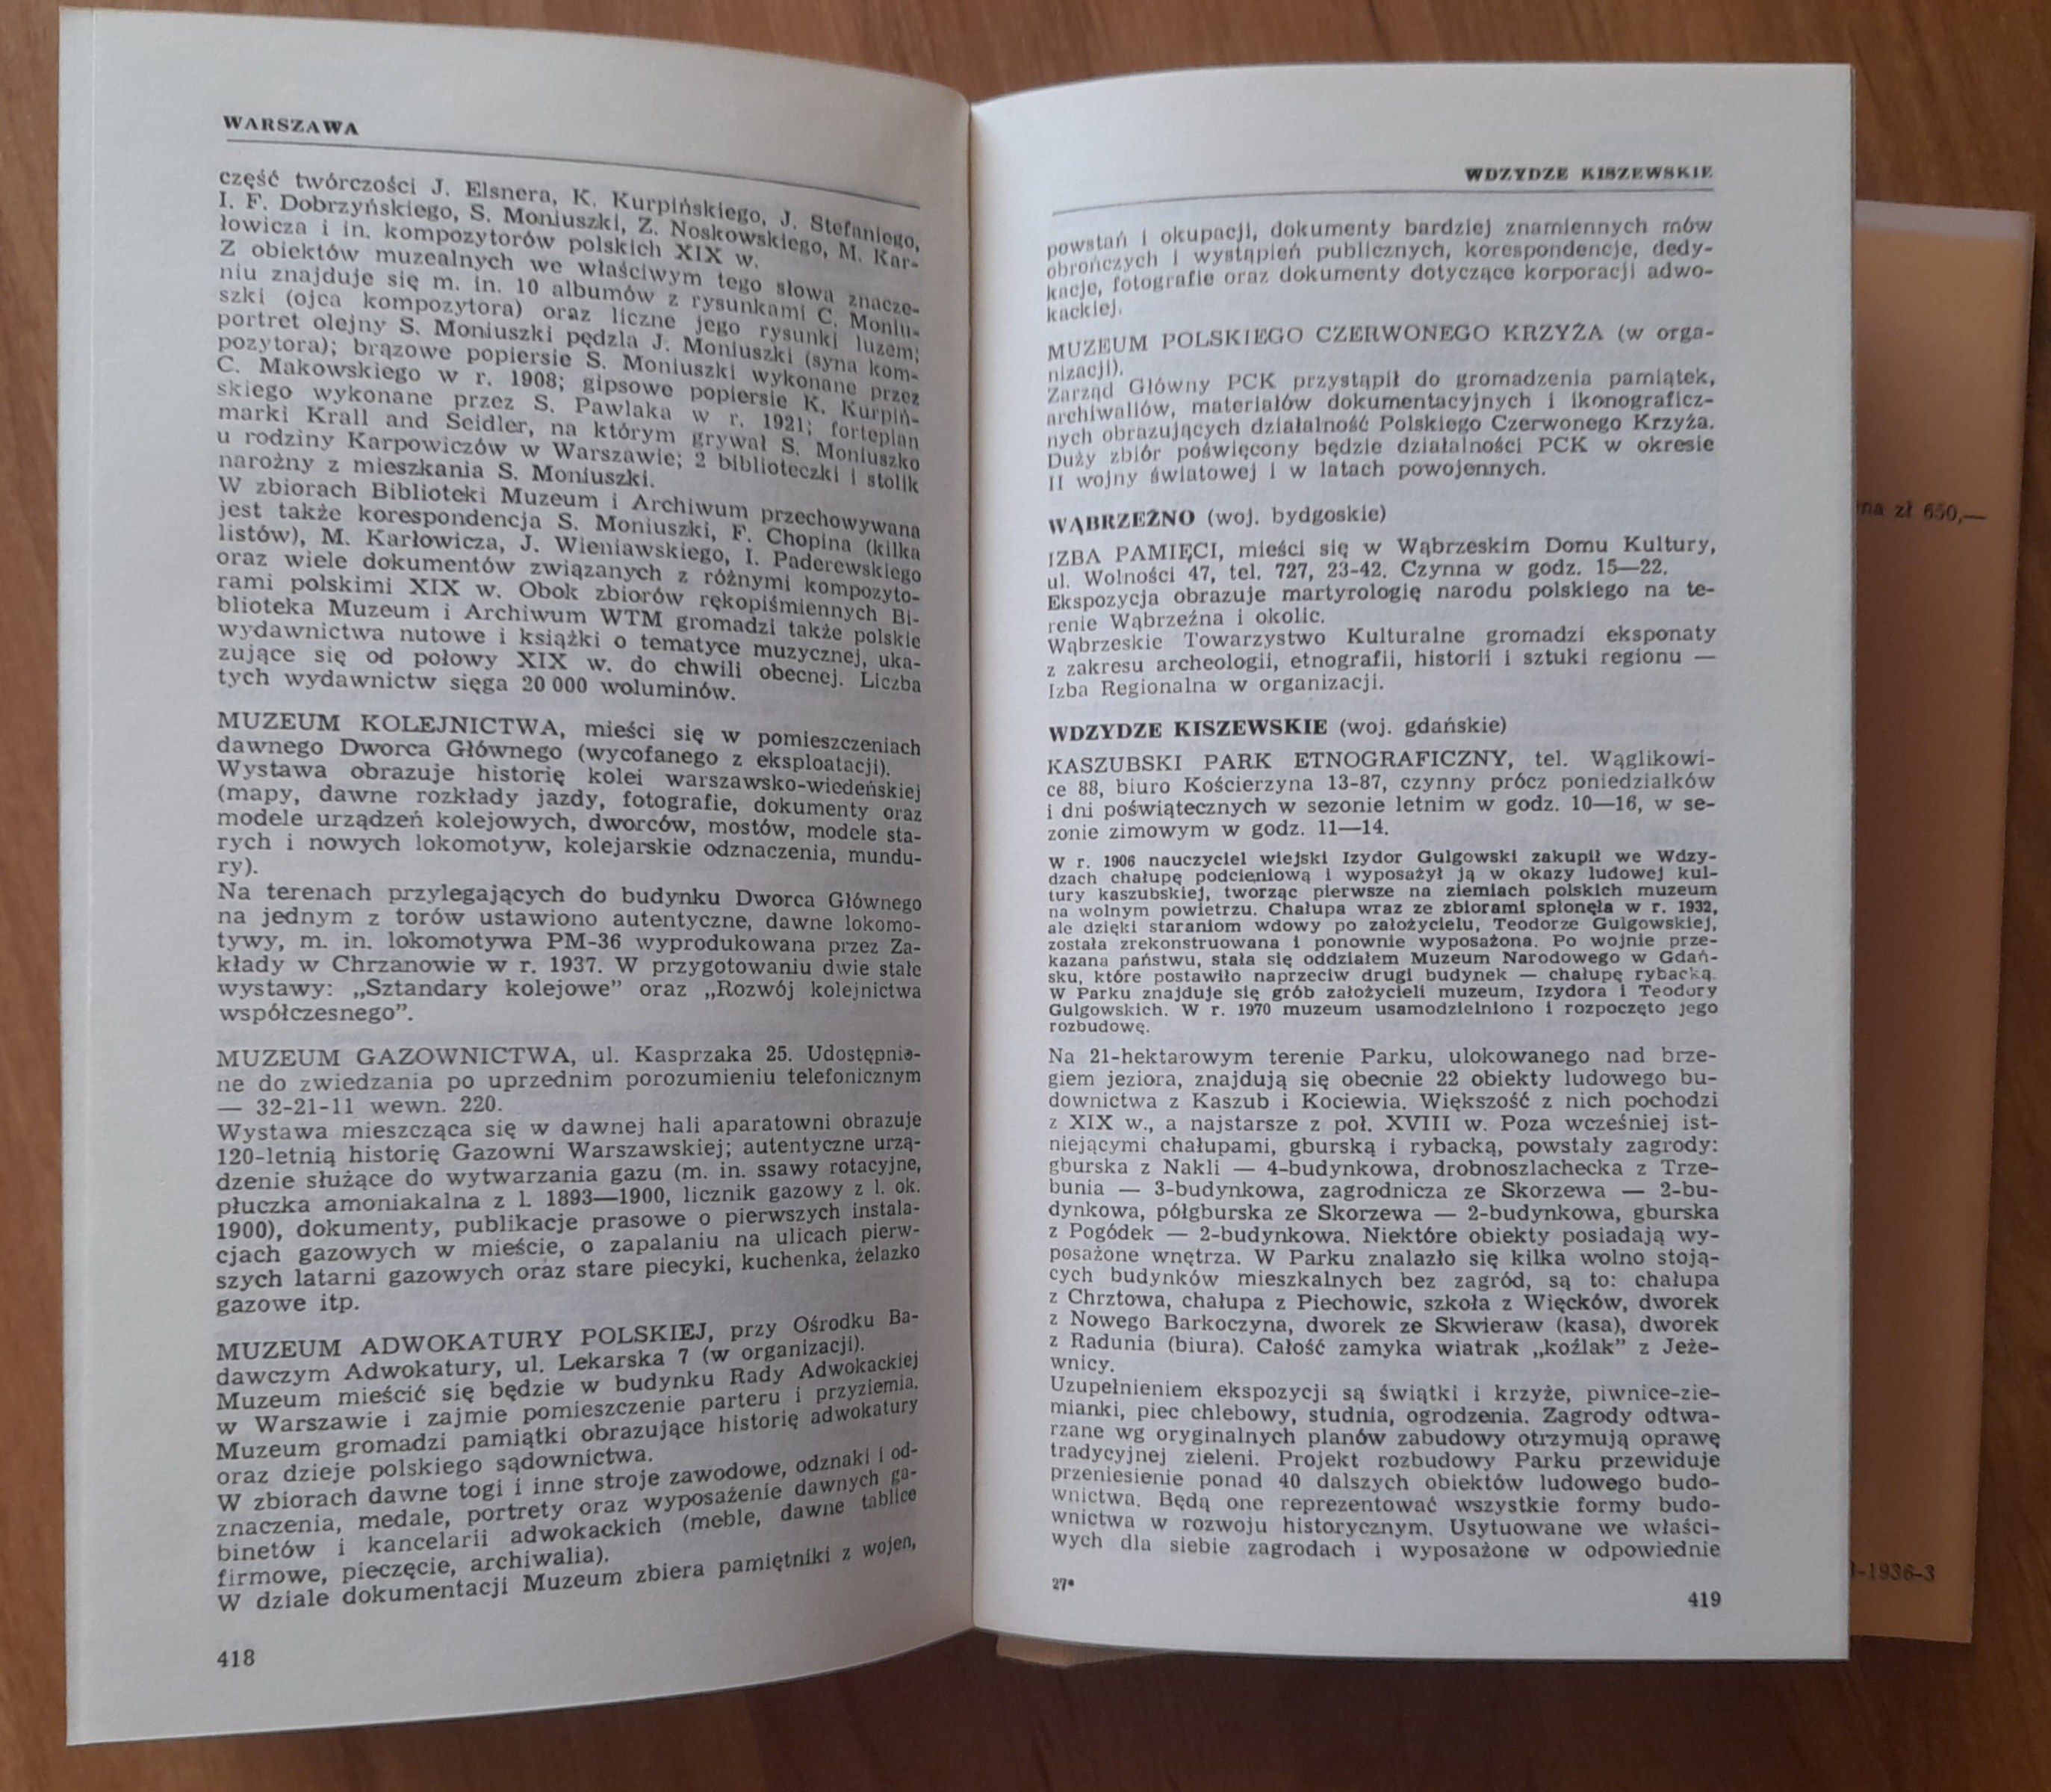 WARSZAWA
część twórczości J. Elsnera, K. Kurpińskiego, J. Stefaniego,
I. F. Dobrzyńskiego, S. Moniuszki, Z. Noskowskiego, M. Kar-
łowicza i in. kompozytorów polskich XIX w.
Z obiektów muzealnych we właściwym tego słowa znacze-
niu znajduje się m. in. 10 albumów z rysunkami C. Moniu-
szki (ojca kompozytora) oraz liczne jego rysunki luzem;
portret olejny S. Moniuszki pędzla J. Moniuszki (syna kom-
pozytora); brązowe popiersie S. Moniuszki wykonane przez
C. Makowskiego w r. 1908; gipsowe popiersie K. Kurpiń-
skiego wykonane przez S. Pawlaka w r. 1921; fortepian
marki Krall and Seidler, na którym grywał S. Moniuszko
u rodziny Karpowiczów w Warszawie; 2 biblioteczki i stolik
narożny z mieszkania S. Moniuszki.
W zbiorach Biblioteki Muzeum i Archiwum przechowywana
jest także korespondencja S. Moniuszki, F. Chopina (kilka
listów), M. Karłowicza, J. Wieniawskiego, I. Paderewskiego
oraz wiele dokumentów związanych z różnymi kompozyto-
rami polskimi XIX w. Obok zbiorów rękopiśmiennych Bi-
blioteka Muzeum i Archiwum WTM gromadzi także polskie
wydawnictwa nutowe i książki o tematyce muzycznej, uka-
zujące się od połowy XIX w. do chwili obecnej. Liczba
tych wydawnictw sięga 20 000 woluminów.
MUZEUM KOLEJNICTWA, mieści się w pomieszczeniach
dawnego Dworca Głównego (wycofanego z eksploatacji).
Wystawa obrazuje historię kolei warszawsko-wiedeńskiej
(mapy, dawne rozkłady jazdy, fotografie, dokumenty oraz
modele urządzeń kolejowych, dworców, mostów, modele sta-
rych i nowych lokomotyw, kolejarskie odznaczenia, mundu-
ry).
Na terenach przylegających do budynku Dworca Głównego
na jednym z torów ustawiono autentyczne, dawne lokomo-
tywy, m. in. lokomotywa PM-36 wyprodukowana przez Za-
kłady w Chrzanowie w r. 1937. W przygotowaniu dwie stałe
wystawy: „Sztandary kolejowe” oraz „Rozwój kolejnictwa
współczesnego”.
MUZEUM GAZOWNICTWA, ul. Kasprzaka 25. Udostępnio-
ne do zwiedzania po uprzednim porozumieniu telefonicznym
— 32-21-11 wewn. 220.
Wystawa mieszcząca się w dawnej hali aparatowni obrazuje
120-letnią historię Gazowni Warszawskiej; autentyczne urzą-
dzenie służące do wytwarzania gazu (m. in. ssawy rotacyjne,
płuczka amoniakalna z l. 1893—1900, licznik gazowy z l. ok.
1900), dokumenty, publikacje prasowe o pierwszych instala-
cjach gazowych w mieście, o zapalaniu na ulicach pierw-
szych latarni gazowych oraz stare piecyki, kuchenka, żelazko
gazowe itp.
MUZEUM ADWOKATURY POLSKIEJ, przy Ośrodku Ba-
dawczym Adwokatury, ul. Lekarska 7 (w organizacji).
Muzeum mieścić się będzie w budynku Rady Adwokackiej
w Warszawie i zajmie pomieszczenie parteru i przyziemia.
Muzeum gromadzi pamiątki obrazujące historię adwokatury
oraz dzieje polskiego sądownictwa.
W zbiorach dawne togi i inne stroje zawodowe, odznaki i od-
znaczenia, medale, portrety oraz wyposażenie dawnych ga-
binetów i kancelarii adwokackich (meble, dawne tablice
firmowe, pieczęcie, archiwalia).
W dziale dokumentacji Muzeum zbiera pamiętniki z wojen,
418
WDZYDZE KISZEWSKIE
powstań i okupacji, dokumenty bardziej znamiennych mów
obrończych i wystąpień publicznych, korespondencje, dedy-
kacje, fotografie oraz dokumenty dotyczące korporacji adwo-
kackiej.
MUZEUM POLSKIEGO CZERWONEGO KRZYŻA (w orga-
nizacji).
Zarząd Główny PCK przystąpił do gromadzenia pamiątek,
archiwaliów, materiałów dokumentacyjnych i ikonograficz-
nych obrazujących działalność Polskiego Czerwonego Krzyża.
Duży zbiór poświęcony będzie działalności PCK w okresie
II wojny światowej i w latach powojennych.
WĄBRZEŹNO (woj. bydgoskie)
IZBA PAMIĘCI, mieści się w Wąbrzeskim Domu Kultury,
ul. Wolności 47, tel. 727, 23-42. Czynna w godz. 15—22.
Ekspozycja obrazuje martyrologię narodu polskiego na te-
renie Wąbrzeźna i okolic.
Wąbrzeskie Towarzystwo Kulturalne gromadzi eksponaty
z zakresu archeologii, etnografii, historii i sztuki regionu —
Izba Regionalna w organizacji.
WDZYDZE KISZEWSKIE (woj. gdańskie)
KASZUBSKI PARK ETNOGRAFICZNY, tel. Wąglikowi-
ce 88, biuro Kościerzyna 13-87, czynny prócz poniedziałków
i dni poświątecznych w sezonie letnim w godz. 10—16, w se-
zonie zimowym w godz. 11—14.
W r. 1906 nauczyciel wiejski Izydor Gulgowski zakupił we Wdzy-
dzach chałupę podcieniową i wyposażył ją w okazy ludowej kul-
tury kaszubskiej, tworząc pierwsze na ziemiach polskich muzeum
na wolnym powietrzu. Chałupa wraz ze zbiorami spłonęła w r. 1932,
ale dzięki staraniom wdowy po założycielu, Teodorze Gulgowskiej,
została zrekonstruowana i ponownie wyposażona. Po wojnie prze-
kazana państwu, stała się oddziałem Muzeum Narodowego w Gdań-
sku, które postawiło naprzeciw drugi budynek — chałupę rybacką.
W Parku znajduje się grób założycieli muzeum, Izydora i Teodory
Gulgowskich. W r. 1970 muzeum usamodzielniono i rozpoczęto jego
rozbudowę.
Na 21-hektarowym terenie Parku, ulokowanego nad brze-
giem jeziora, znajdują się obecnie 22 obiekty ludowego bu-
downictwa z Kaszub i Kociewia. Większość z nich pochodzi
z XIX w., a najstarsze z poł. XVIII w. Poza wcześniej ist-
niejącymi chałupami, gburską i rybacką, powstały zagrody:
gburska z Nakli — 4-budynkowa, drobnoszlachecka z Trze-
bunia — 3-budynkowa, zagrodnicza ze Skorzewa — 2-bu-
dynkowa, półgburska ze Skorzewa — 2-budynkowa, gburska
z Pogódek — 2-budynkowa. Niektóre obiekty posiadają wy-
posażone wnętrza. W Parku znalazło się kilka wolno stoją-
cych budynków mieszkalnych bez zagród, są to: chałupa
z Chrztowa, chałupa z Piechowic, szkoła z Więcków, dworek
z Nowego Barkoczyna, dworek ze Skwieraw (kasa), dworek
z Radunia (biura). Całość zamyka wiatrak „koźlak” z Jeże-
wnicy.
Uzupełnieniem ekspozycji są świątki i krzyże, piwnice-zie-
mianki, piec chlebowy, studnia, ogrodzenia. Zagrody odtwa-
rzane wg oryginalnych planów zabudowy otrzymują oprawę
tradycyjnej zieleni. Projekt rozbudowy Parku przewiduje
przeniesienie ponad 40 dalszych obiektów ludowego budo-
wnictwa. Będą one reprezentować wszystkie formy budo-
wnictwa w rozwoju historycznym. Usytuowane we właści-
wych dla siebie zagrodach i wyposażone w odpowiednie
27*
419
na zł 650,—
-1936-3